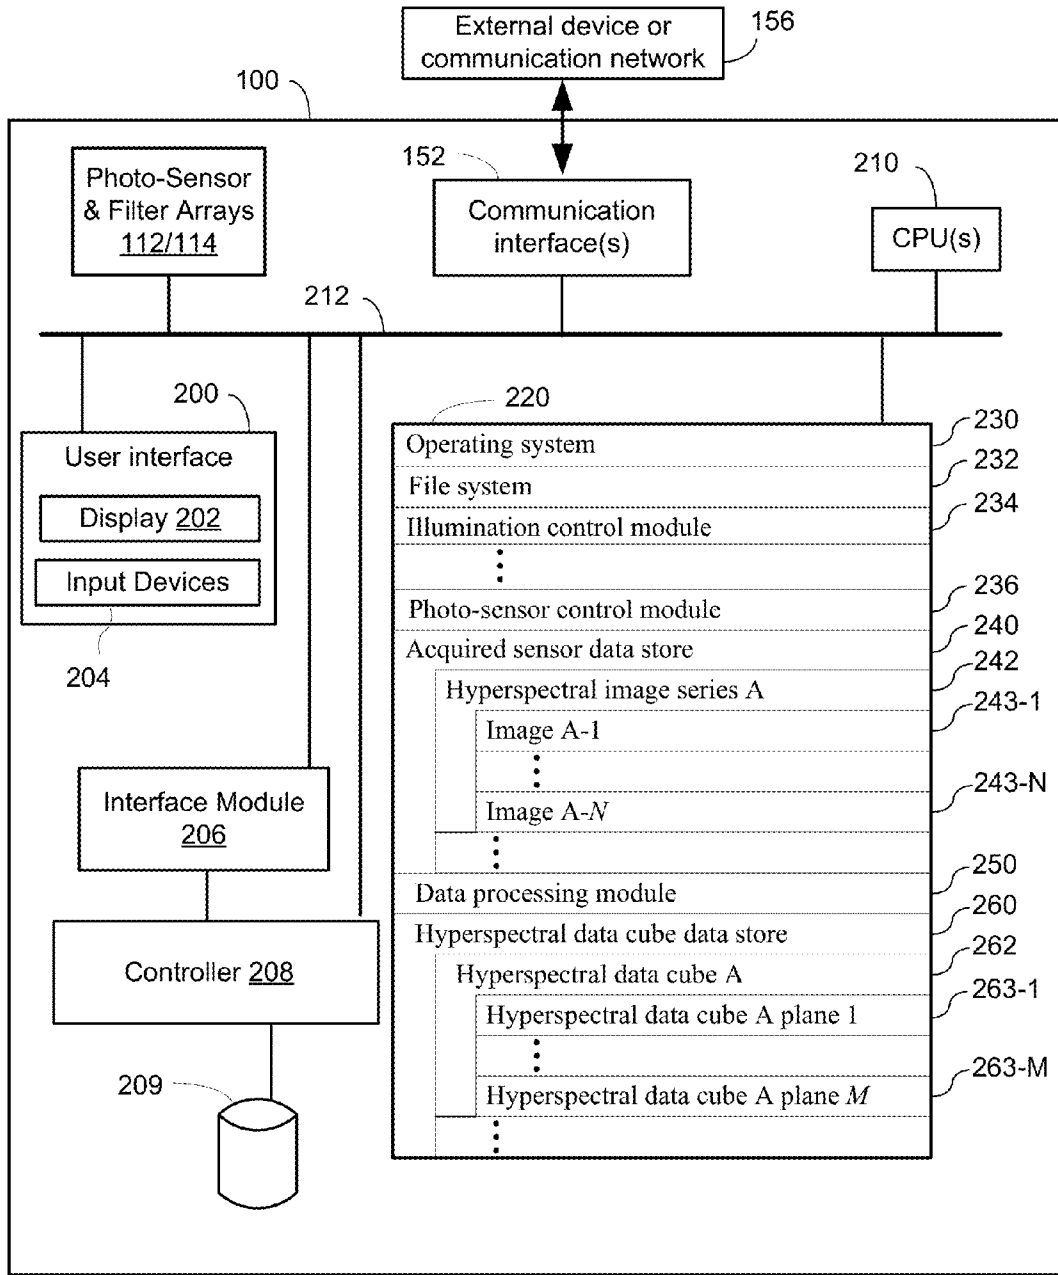 External device or
communication network
156
100
152
210
Photo-Sensor
& Filter Arrays
112/114
Communication
interface(s)
CPU(s)
212
200
User interface
Display 202
Input Devices
204
220
Operating system
230
File system
232
Illumination control module
234
Photo-sensor control module
236
Acquired sensor data store
240
Hyperspectral image series A
242
Image A-1
243-1
Image A-N
243-N
Interface Module
206
Data processing module
250
Hyperspectral data cube data store
260
Controller 208
Hyperspectral data cube A
262
Hyperspectral data cube A plane 1
263-1
Hyperspectral data cube A plane M
263-M
209